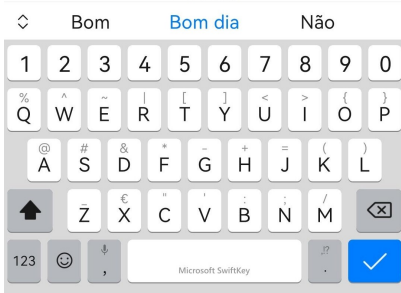 Bom Bom dia Não
1 2 3 4 5 6 7 8 9 0
% ^ ~ | [ ] < > { }
Q W E R T Y U I O P
@ # & * - + = ( )
A S D F G H J K L
_ € " ' : ; /
Z X C V B N M
123 , Microsoft SwiftKey ,!? .